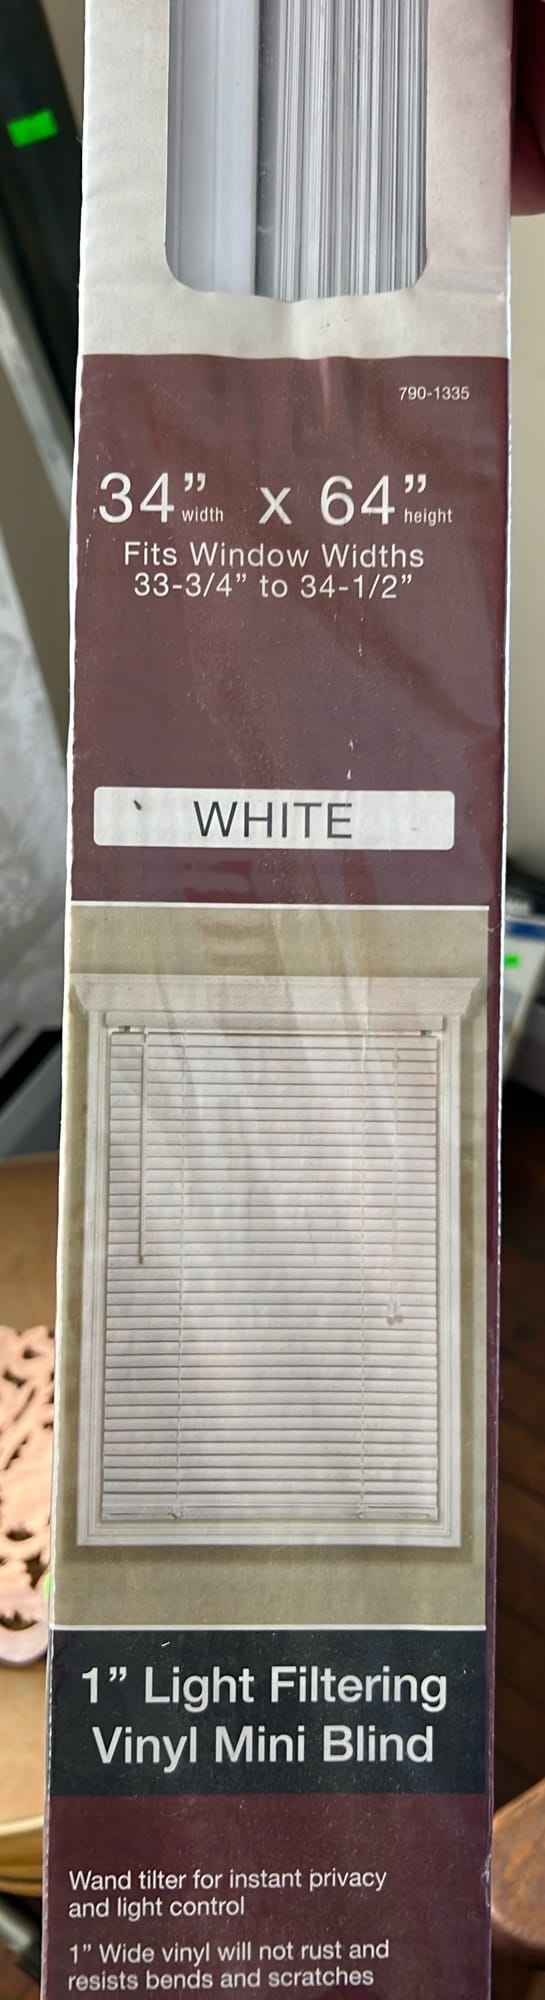 790-1335
34” width x 64” height
Fits Window Widths
33-3/4” to 34-1/2”
WHITE
1” Light Filtering
Vinyl Mini Blind
Wand tilter for instant privacy
and light control
1” Wide vinyl will not rust and
resists bends and scratches